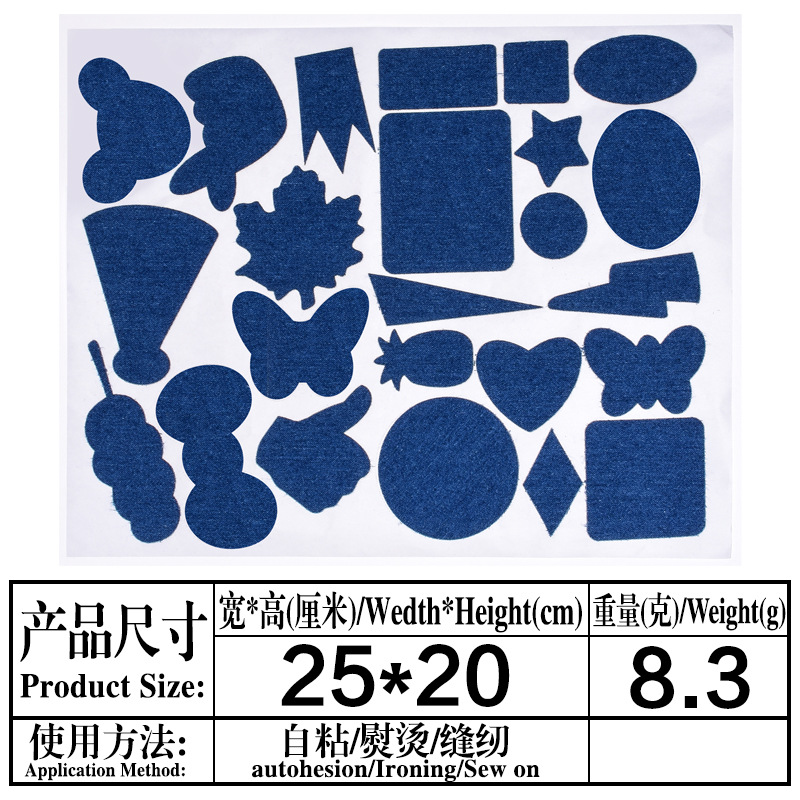 产品尺寸
Product Size:
宽*高(厘米)/Wedth*Height(cm)
重量(克)/Weight(g)
25*20
8.3
使用方法:
Application Method:
自粘/熨烫/缝纫
autohesion/Ironing/Sew on